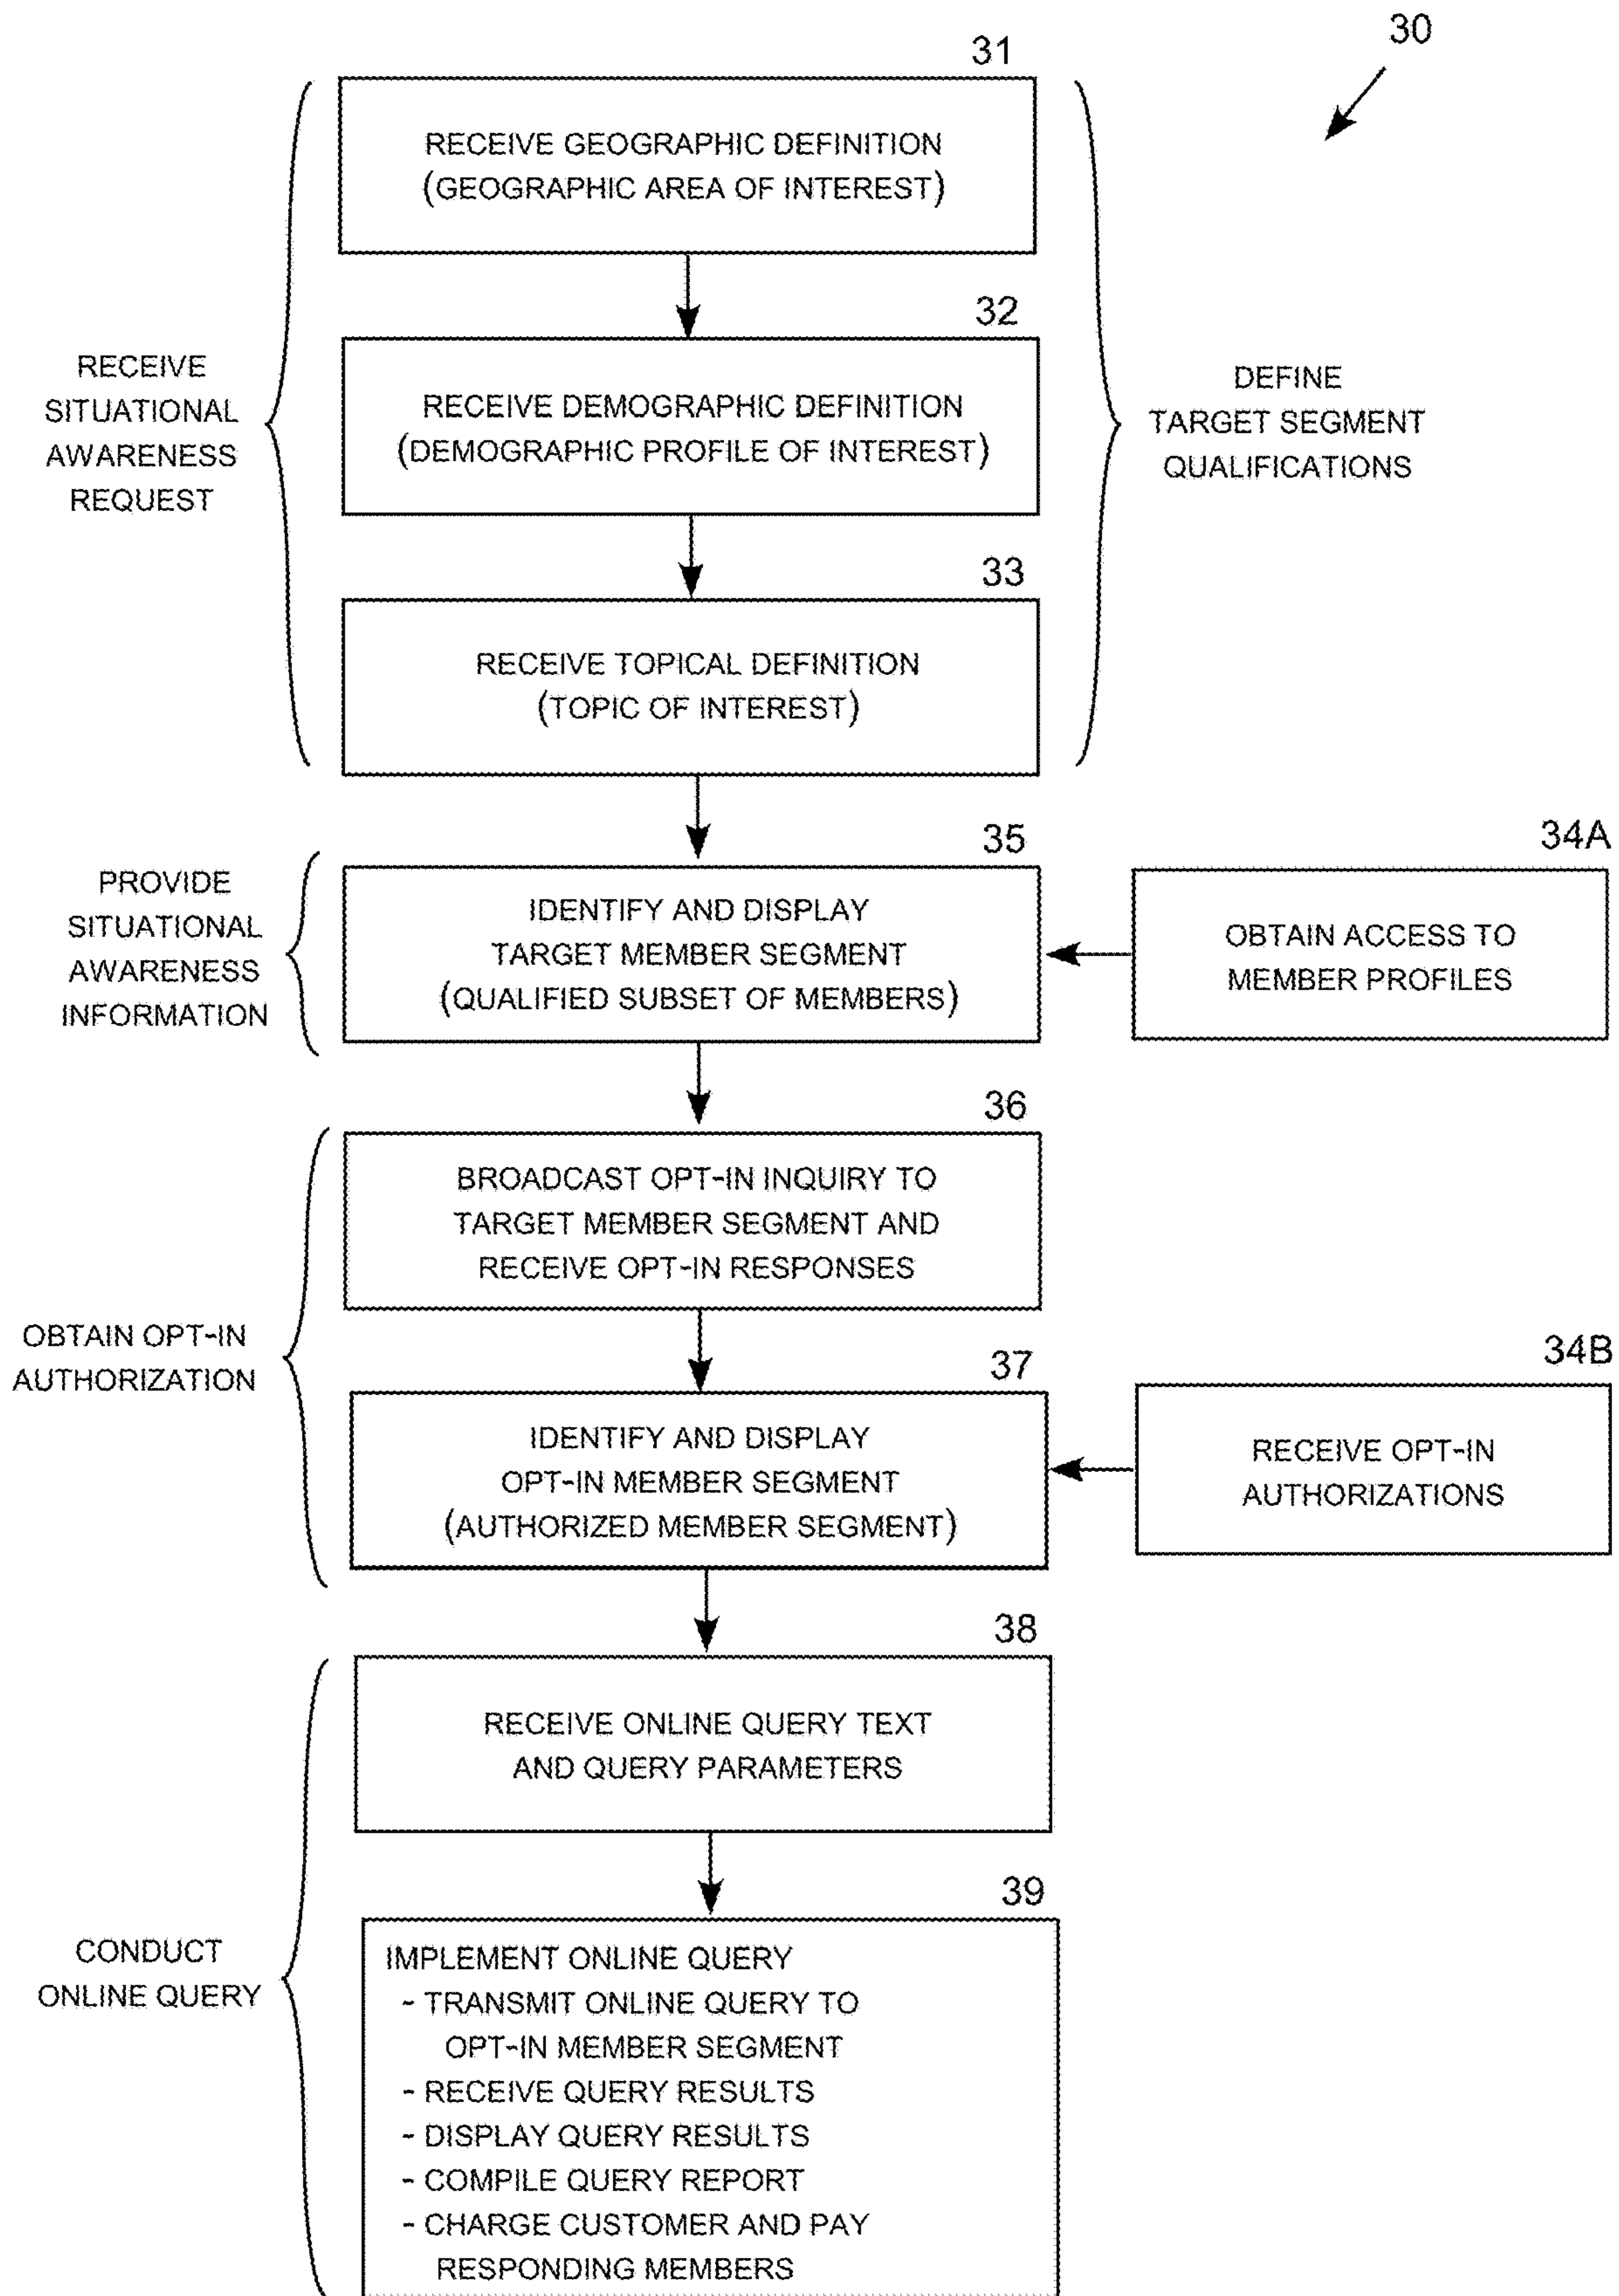 30
31
RECEIVE GEOGRAPHIC DEFINITION
(GEOGRAPHIC AREA OF INTEREST)
32
RECEIVE DEMOGRAPHIC DEFINITION
(DEMOGRAPHIC PROFILE OF INTEREST)
RECEIVE
SITUATIONAL
AWARENESS
REQUEST
DEFINE
TARGET SEGMENT
QUALIFICATIONS
33
RECEIVE TOPICAL DEFINITION
(TOPIC OF INTEREST)
PROVIDE
SITUATIONAL
AWARENESS
INFORMATION
35
IDENTIFY AND DISPLAY
TARGET MEMBER SEGMENT
(QUALIFIED SUBSET OF MEMBERS)
34A
OBTAIN ACCESS TO
MEMBER PROFILES
36
BROADCAST OPT-IN INQUIRY TO
TARGET MEMBER SEGMENT AND
RECEIVE OPT-IN RESPONSES
OBTAIN OPT-IN
AUTHORIZATION
37
IDENTIFY AND DISPLAY
OPT-IN MEMBER SEGMENT
(AUTHORIZED MEMBER SEGMENT)
34B
RECEIVE OPT-IN
AUTHORIZATIONS
38
RECEIVE ONLINE QUERY TEXT
AND QUERY PARAMETERS
CONDUCT
ONLINE QUERY
39
IMPLEMENT ONLINE QUERY
- TRANSMIT ONLINE QUERY TO
OPT-IN MEMBER SEGMENT
- RECEIVE QUERY RESULTS
- DISPLAY QUERY RESULTS
- COMPILE QUERY REPORT
- CHARGE CUSTOMER AND PAY
RESPONDING MEMBERS